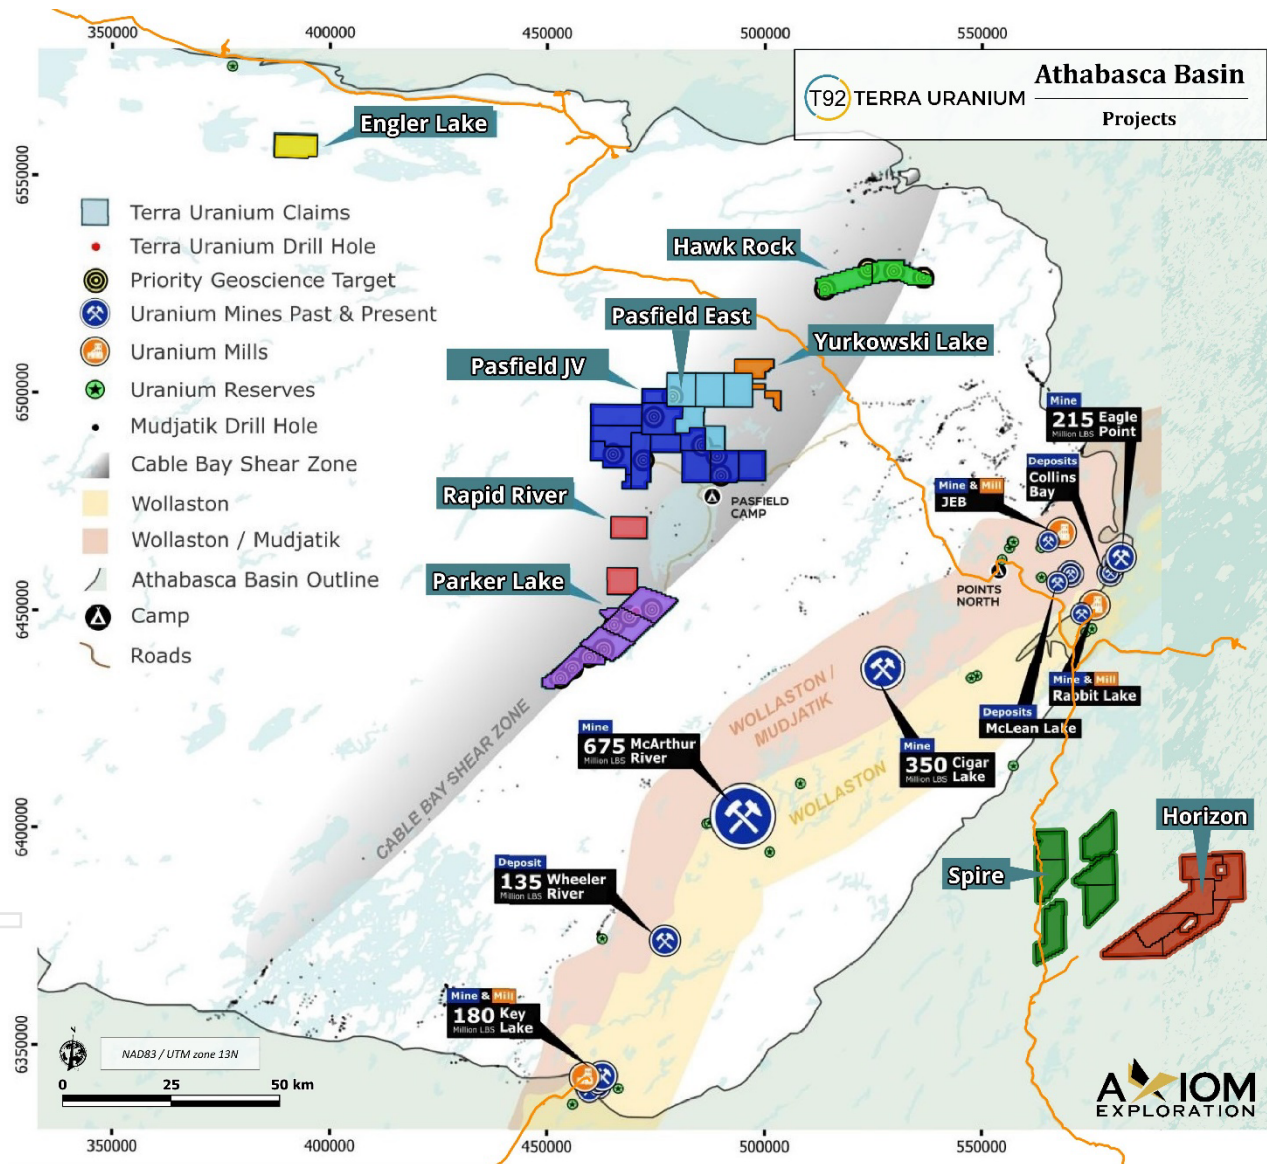 350000
400000
450000
500000
550000
T92 TERRA URANIUM
Athabasca Basin
Projects
Engler Lake
6550000
Terra Uranium Claims
Terra Uranium Drill Hole
Priority Geoscience Target
Uranium Mines Past & Present
Uranium Mills
Uranium Reserves
Mudjatik Drill Hole
Cable Bay Shear Zone
Wollaston
Wollaston / Mudjatik
Athabasca Basin Outline
Camp
Roads
Hawk Rock
Pasfield East
Yurkowski Lake
Pasfield JV
6500000
Mine
215 Eagle
Million LBS Point
Deposits
Collins
Bay
Mine & Mill
JEB
Rapid River
PASFIELD
CAMP
Parker Lake
POINTS
NORTH
6450000
Mine & Mill
Rabbit Lake
Deposits
McLean Lake
WOLLASTON /
MUDJATIK
Mine
350 Cigar
Million LBS Lake
Mine
675 McArthur
Million LBS River
CABLE BAY SHEAR ZONE
WOLLASTON
6400000
Horizon
Spire
Deposit
135 Wheeler
Million LBS River
Mine & Mill
180 Key
Million LBS Lake
6350000
N
NAD83 / UTM zone 13N
0 25 50 km
AXIOM
EXPLORATION
350000
400000
450000
500000
550000